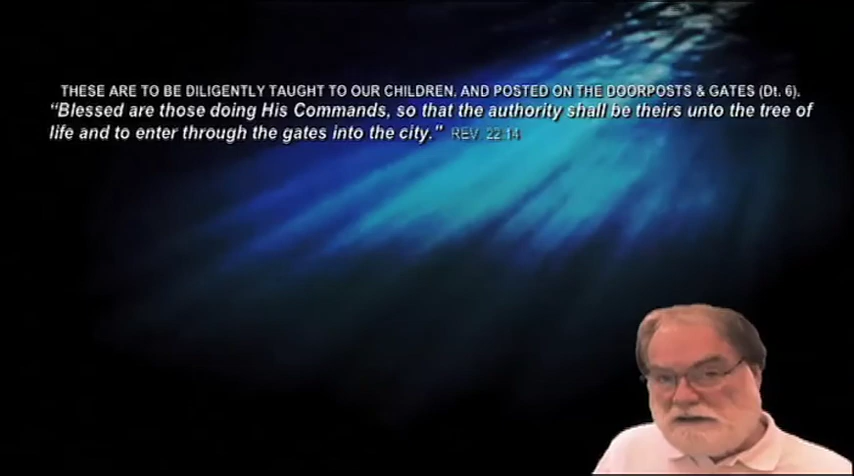 THESE ARE TO BE DILIGENTLY TAUGHT TO OUR CHILDREN, AND POSTED ON THE DOORPOSTS & GATES (Dt. 6).
“Blessed are those doing His Commands, so that the authority shall be theirs unto the tree of
life and to enter through the gates into the city.” REV 22:14